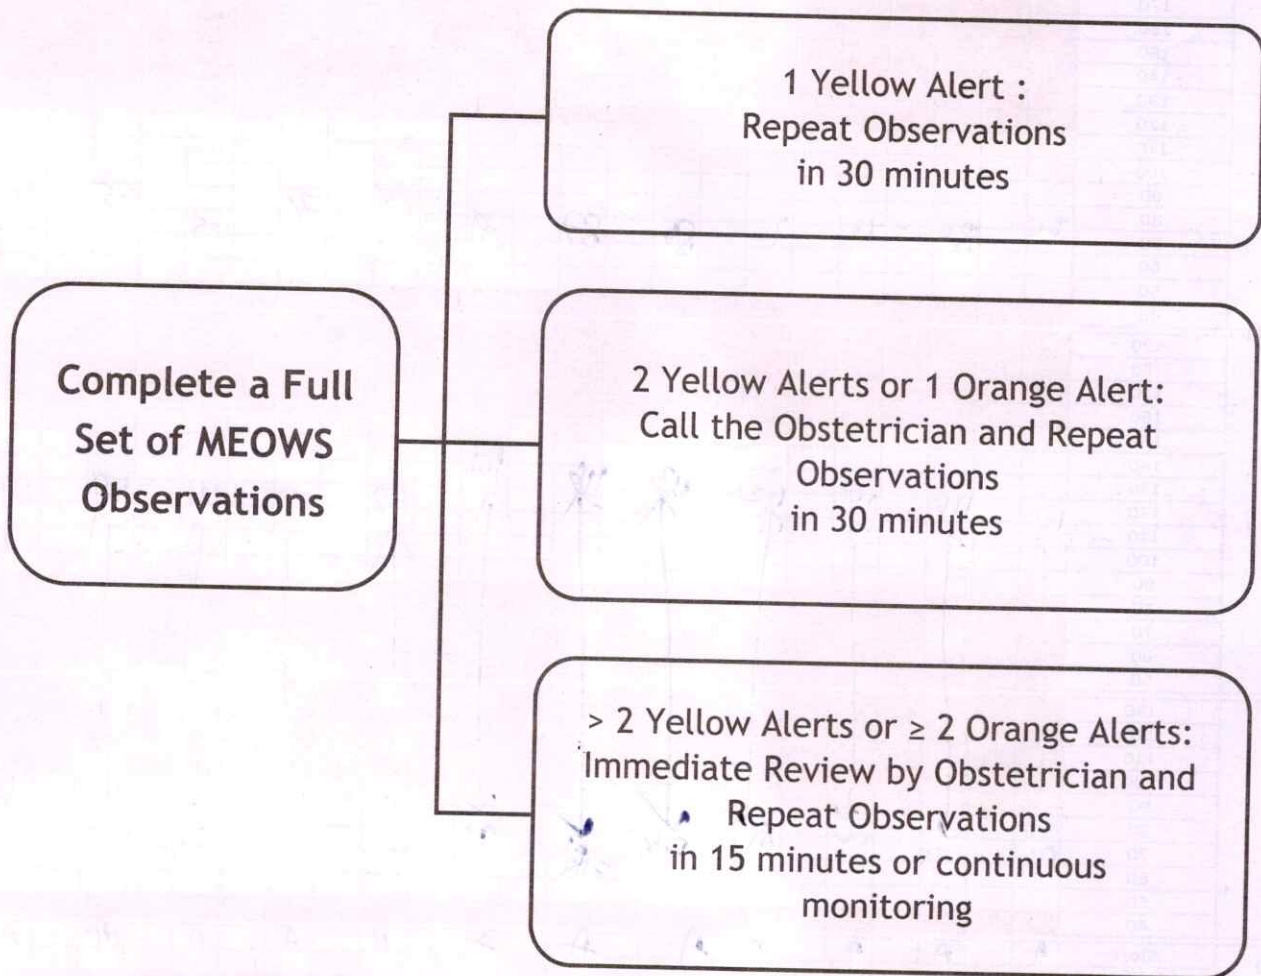 1 Yellow Alert :
Repeat Observations
in 30 minutes
Complete a Full
Set of MEOWS
Observations
2 Yellow Alerts or 1 Orange Alert:
Call the Obstetrician and Repeat
Observations
in 30 minutes
> 2 Yellow Alerts or ≥ 2 Orange Alerts:
Immediate Review by Obstetrician and
Repeat Observations
in 15 minutes or continuous
monitoring